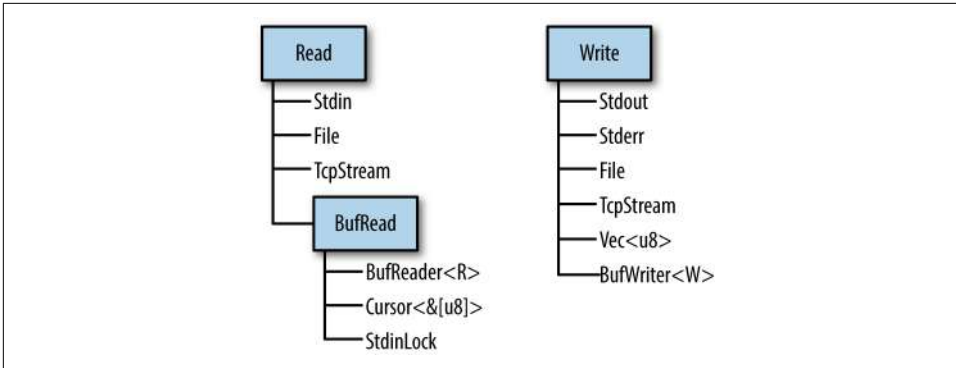 Read
Stdin
File
TcpStream
BufRead
BufReader<R>
Cursor<&[u8]>
StdinLock
Write
Stdout
Stderr
File
TcpStream
Vec<u8>
BufWriter<W>